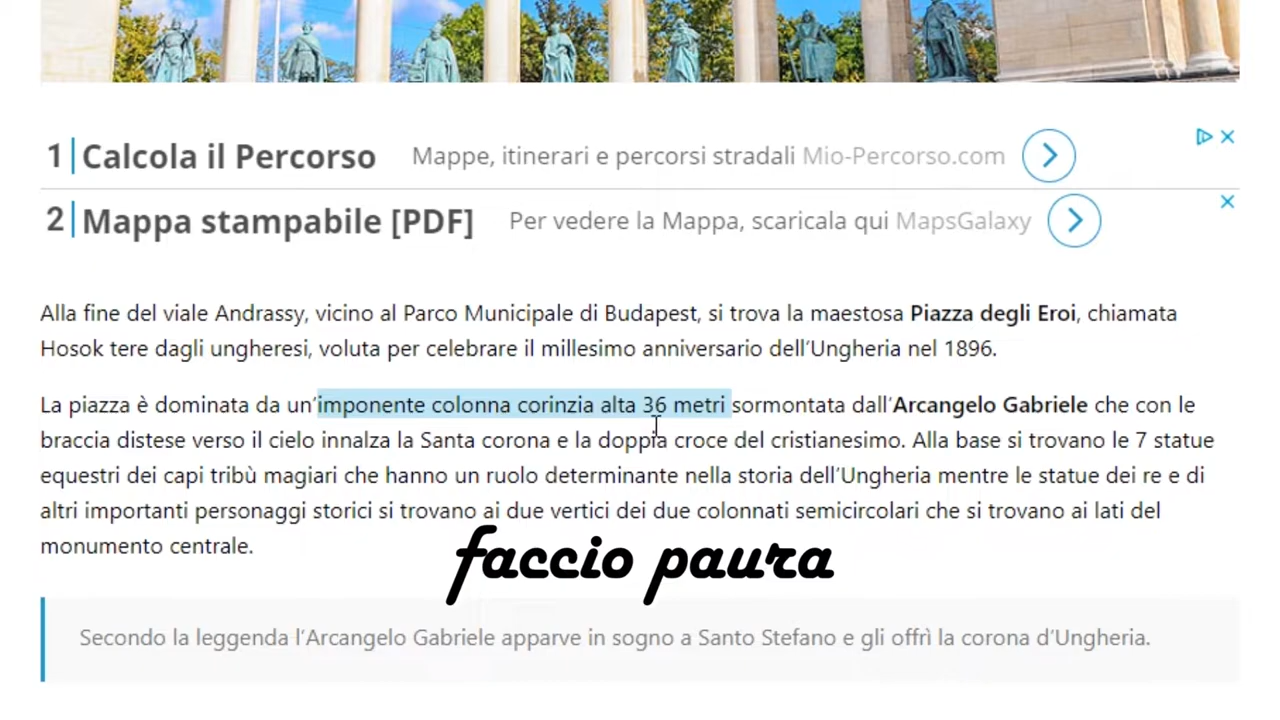 1 Calcola il Percorso Mappe, itinerari e percorsi stradali Mio-Percorso.com
2 Mappa stampabile [PDF] Per vedere la Mappa, scaricala qui MapsGalaxy
Alla fine del viale Andrassy, vicino al Parco Municipale di Budapest, si trova la maestosa Piazza degli Eroi, chiamata
Hosok tere dagli ungheresi, voluta per celebrare il millesimo anniversario dell’Ungheria nel 1896.
La piazza è dominata da un’imponente colonna corinzia alta 36 metri sormontata dall’Arcangelo Gabriele che con le
braccia distese verso il cielo innalza la Santa corona e la doppia croce del cristianesimo. Alla base si trovano le 7 statue
equestri dei capi tribù magiari che hanno un ruolo determinante nella storia dell’Ungheria mentre le statue dei re e di
altri importanti personaggi storici si trovano ai due vertici dei due colonnati semicircolari che si trovano ai lati del
monumento centrale.
faccio paura
Secondo la leggenda l’Arcangelo Gabriele apparve in sogno a Santo Stefano e gli offrì la corona d’Ungheria.